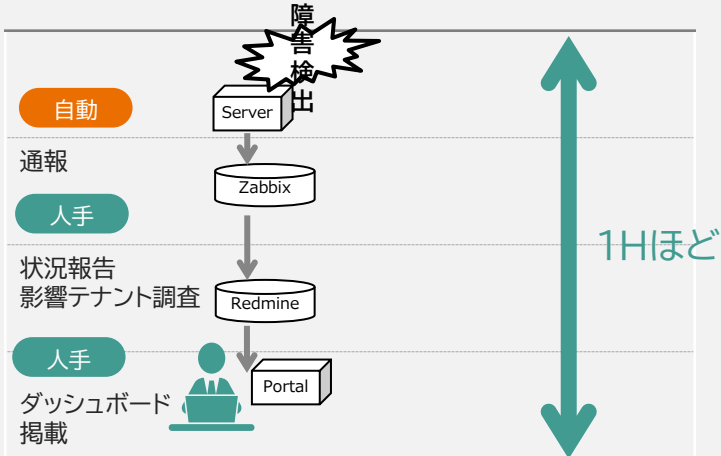 障害検出
自動
Server
通報
Zabbix
人手
1Hほど
状況報告
影響テナント調査
Redmine
人手
Portal
ダッシュボード
掲載